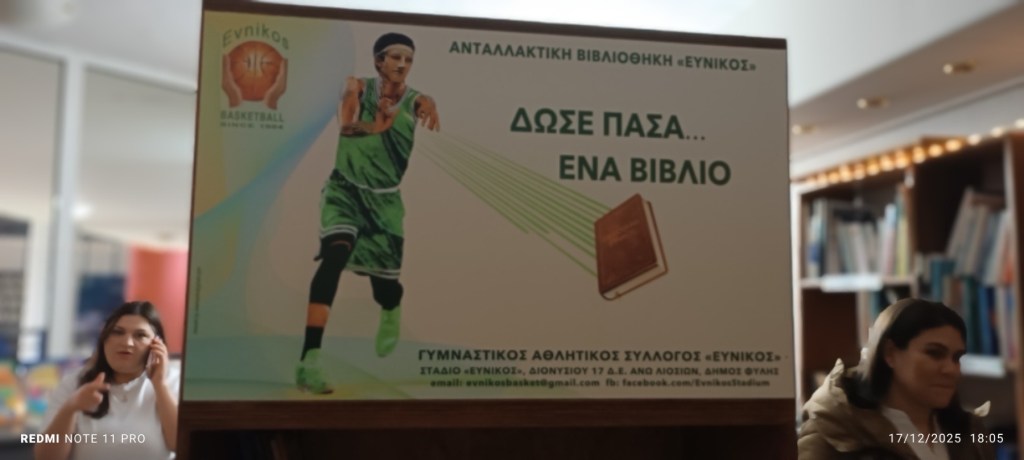 Evnikos
BASKETBALL
ΑΝΤΑΛΛΑΚΤΙΚΗ ΒΙΒΛΙΟΘΗΚΗ «ΕΥΝΙΚΟΣ»
ΔΩΣΕ ΠΑΣΑ...
ΕΝΑ ΒΙΒΛΙΟ
ΓΥΜΝΑΣΤΙΚΟΣ ΑΘΛΗΤΙΚΟΣ ΣΥΛΛΟΓΟΣ «ΕΥΝΙΚΟΣ»
ΣΤΑΔΙΟ «ΕΥΝΙΚΟΣ», ΔΙΟΝΥΣΙΟΥ 17 Δ.Ε. ΑΝΩ ΛΙΟΣΙΩΝ, ΔΗΜΟΣ ΦΥΛΗΣ
email: evnikosbasket@gmail.com fb: facebook.com/EvnikosStadium
REDMI NOTE 11 PRO
17/12/2025 18:05